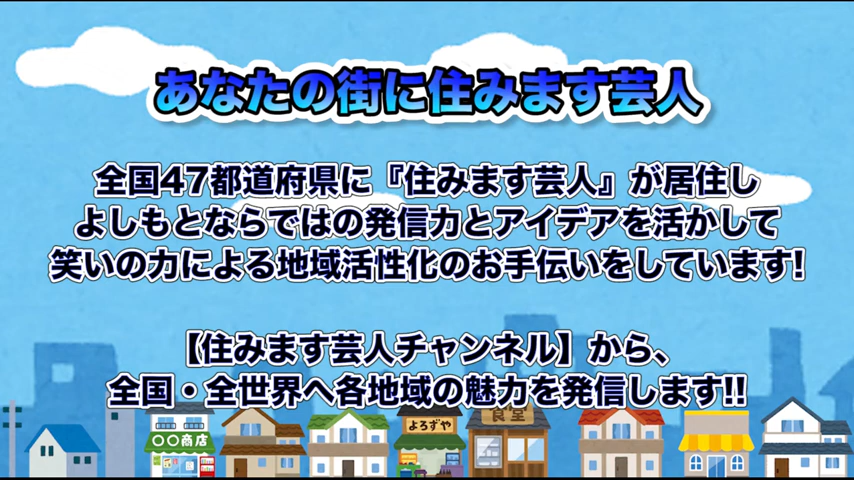 あなたの街に住みます芸人
全国47都道府県に『住みます芸人』が居住し
よしもとならではの発信力とアイデアを活かして
笑いの力による地域活性化のお手伝いをしています!
【住みます芸人チャンネル】から、
全国・全世界へ各地域の魅力を発信します!!
〇〇商店
よろずや
食堂